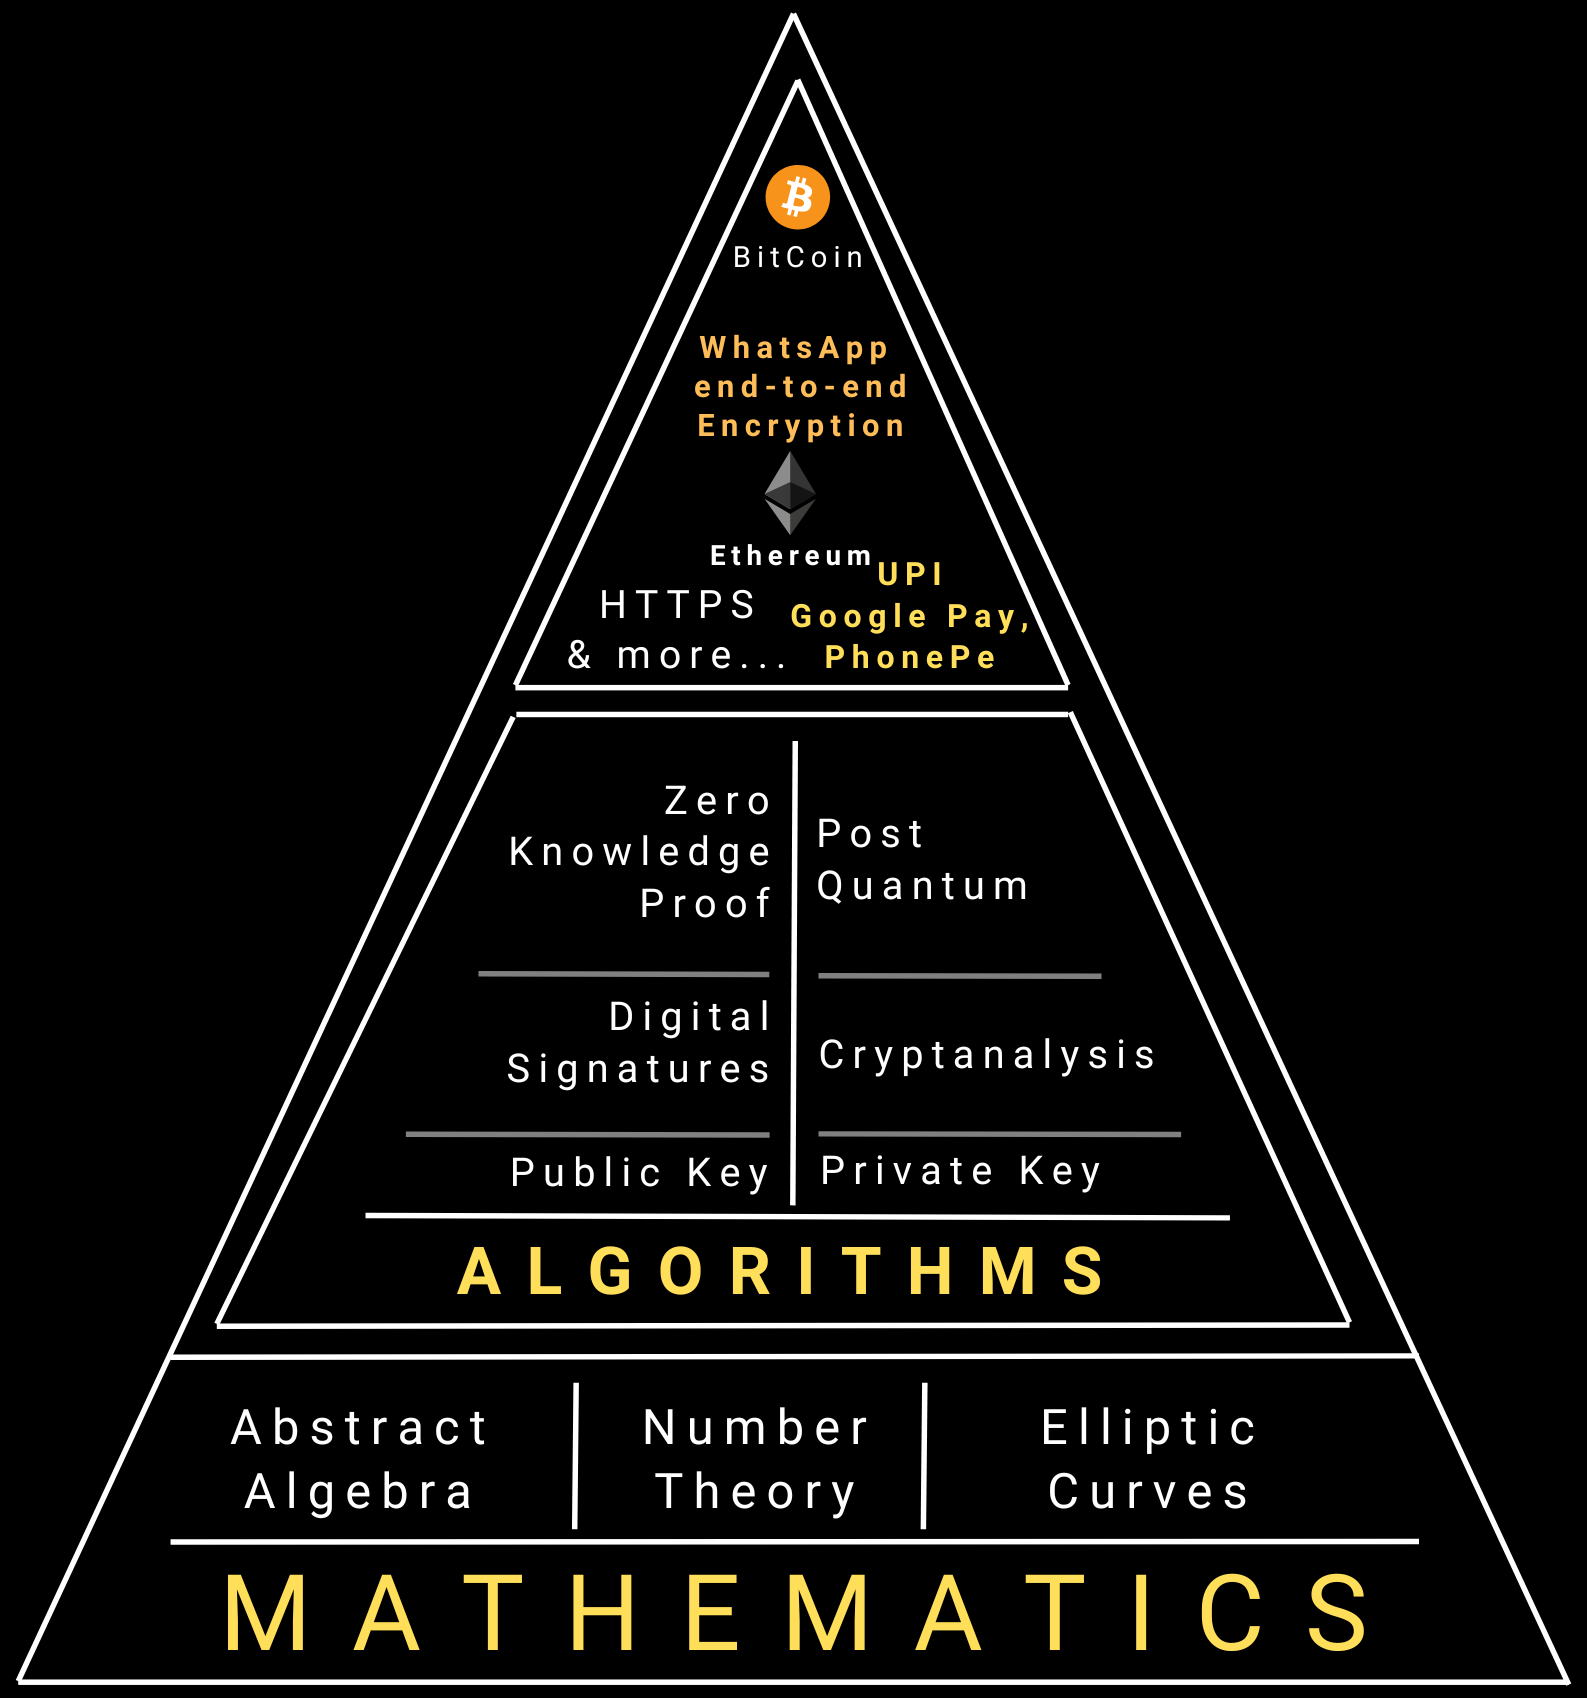 BitCoin
WhatsApp
end-to-end
Encryption
Ethereum
HTTPS
& more...
UPI
Google Pay,
PhonePe
Zero
Knowledge
Proof
Post
Quantum
Digital
Signatures
Cryptanalysis
Public Key
Private Key
ALGORITHMS
Abstract
Algebra
Number
Theory
Elliptic
Curves
MATHEMATICS